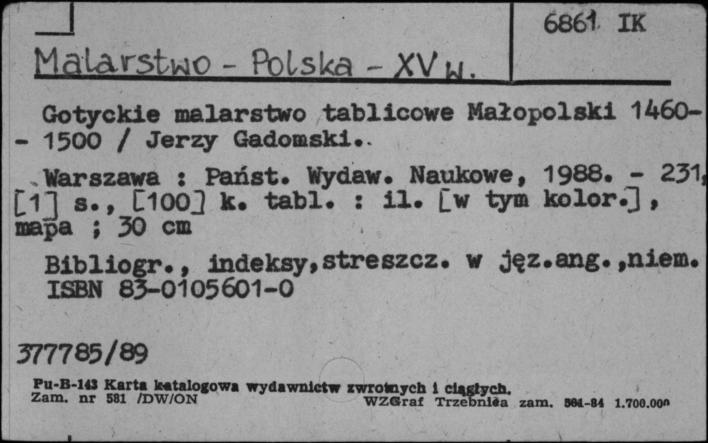 6861 IK
Malarstwo - Polska - XV w.
Gotyckie malarstwo tablicowe Małopolski 1460-
- 1500 / Jerzy Gadomski.
Warszawa : Państ. Wydaw. Naukowe, 1988. - 231,
[1] s., [100] k. tabl. : il. [w tym kolor.],
mapa ; 30 cm
Bibliogr., indeksy,streszcz. w jęz.ang.,niem.
ISBN 83-0105601-0
377785/89
Pu-B-143 Karta katalogowa wydawnictw zwrotnych i ciągłych.
Zam. nr 581 /DW/ON WZGraf Trzebnica zam. 564-84 1.700.000